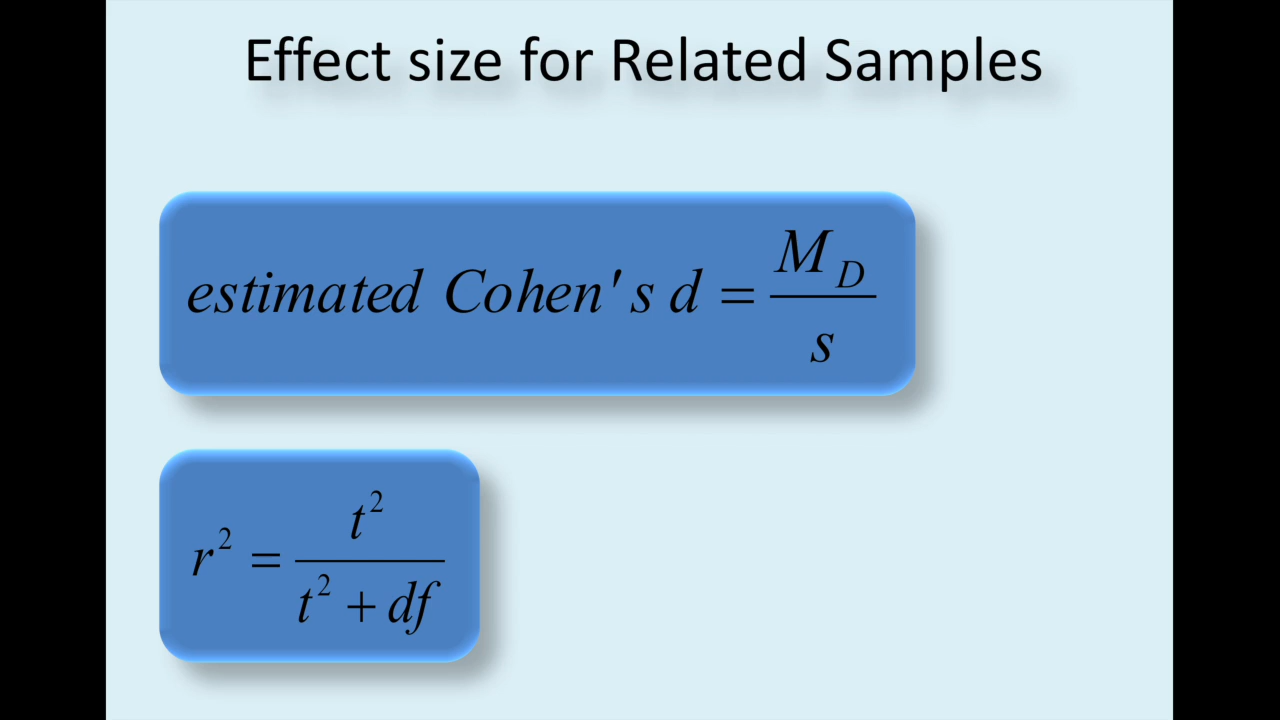 Effect size for Related Samples
estimated Cohen's d = M_D / s
r² = t² / (t² + df)